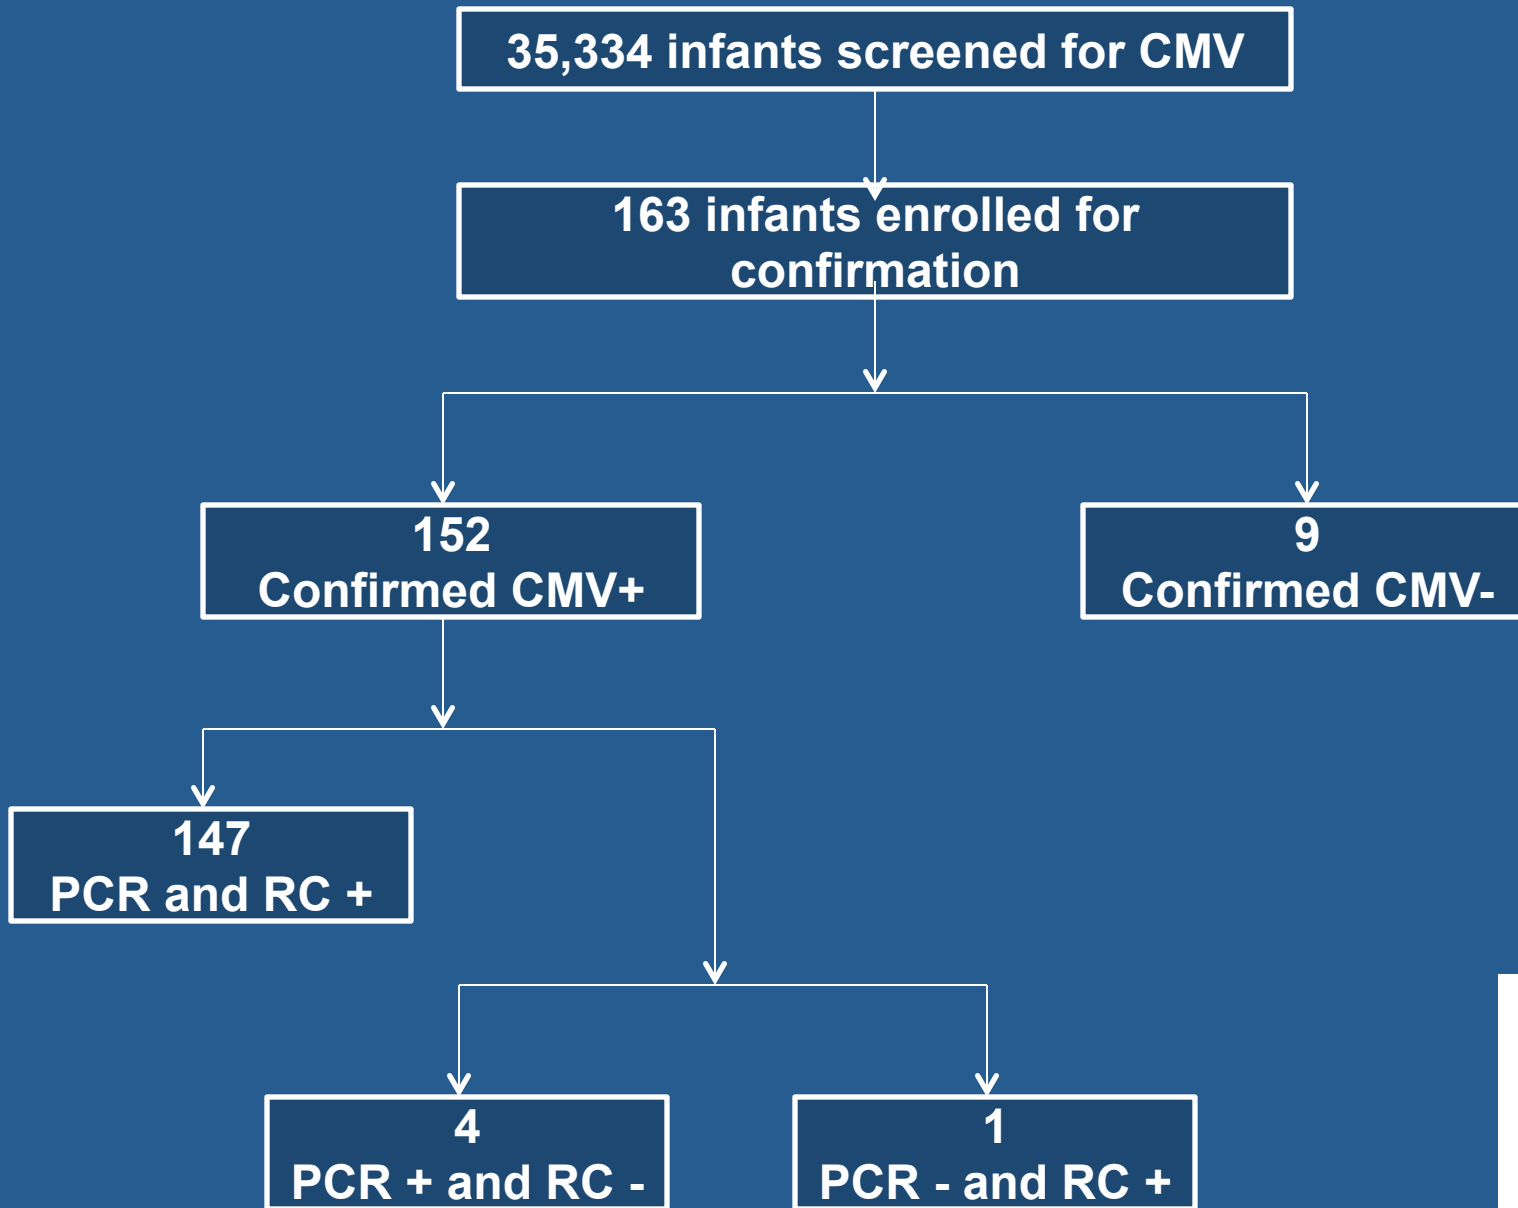 35,334 infants screened for CMV
163 infants enrolled for
confirmation
152
Confirmed CMV+
9
Confirmed CMV-
147
PCR and RC +
4
PCR + and RC -
1
PCR - and RC +